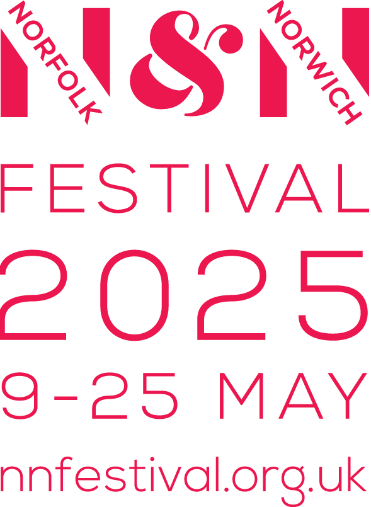 N&N
NORFOLK
NORWICH
FESTIVAL
2025
9-25 MAY
nnfestival.org.uk